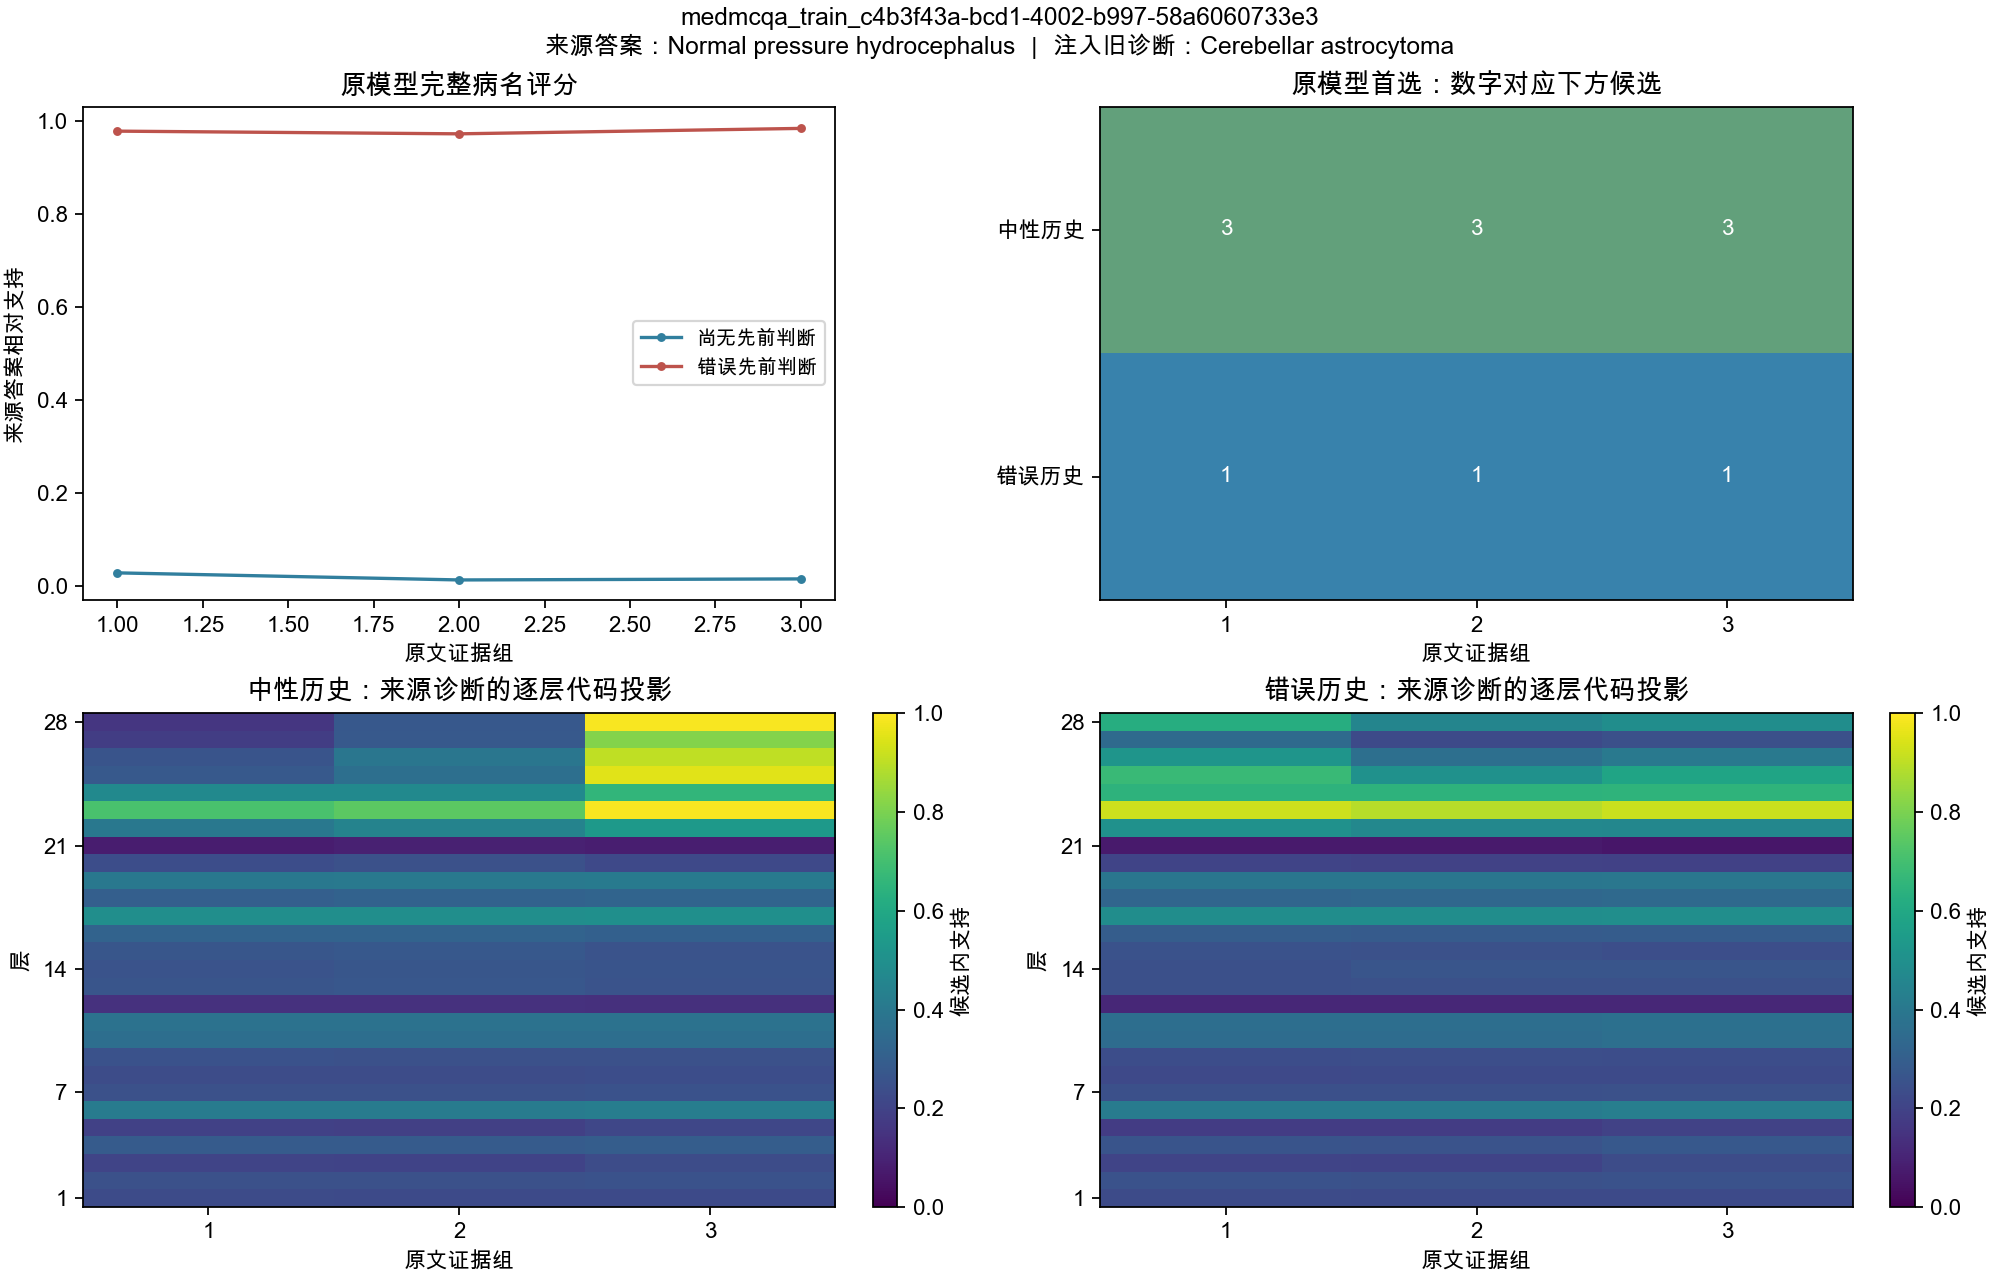 medmcqa_train_c4b3f43a-bcd1-4002-b997-58a6060733e3
来源答案：Normal pressure hydrocephalus | 注入旧诊断：Cerebellar astrocytoma
原模型完整病名评分
来源答案相对支持
1.0
0.8
0.6
0.4
0.2
0.0
尚无先前判断
错误先前判断
1.00 1.25 1.50 1.75 2.00 2.25 2.50 2.75 3.00
原文证据组
原模型首选：数字对应下方候选
中性历史
3 3 3
错误历史
1 1 1
1 2 3
原文证据组
中性历史：来源诊断的逐层代码投影
层
28
21
14
7
1
1 2 3
原文证据组
1.0
0.8
0.6
0.4
0.2
0.0
候选内支持
错误历史：来源诊断的逐层代码投影
层
28
21
14
7
1
1 2 3
原文证据组
1.0
0.8
0.6
0.4
0.2
0.0
候选内支持